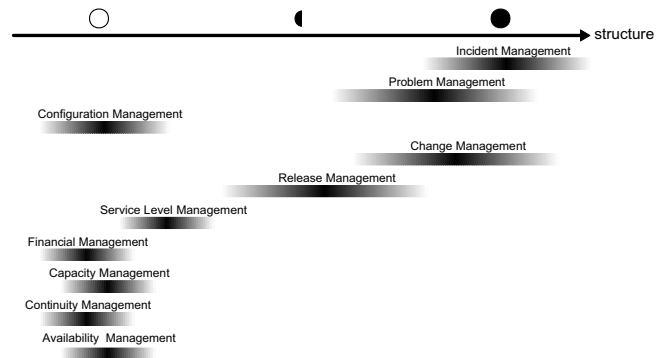 structure
Incident Management
Problem Management
Configuration Management
Change Management
Release Management
Service Level Management
Financial Management
Capacity Management
Continuity Management
Availability  Management